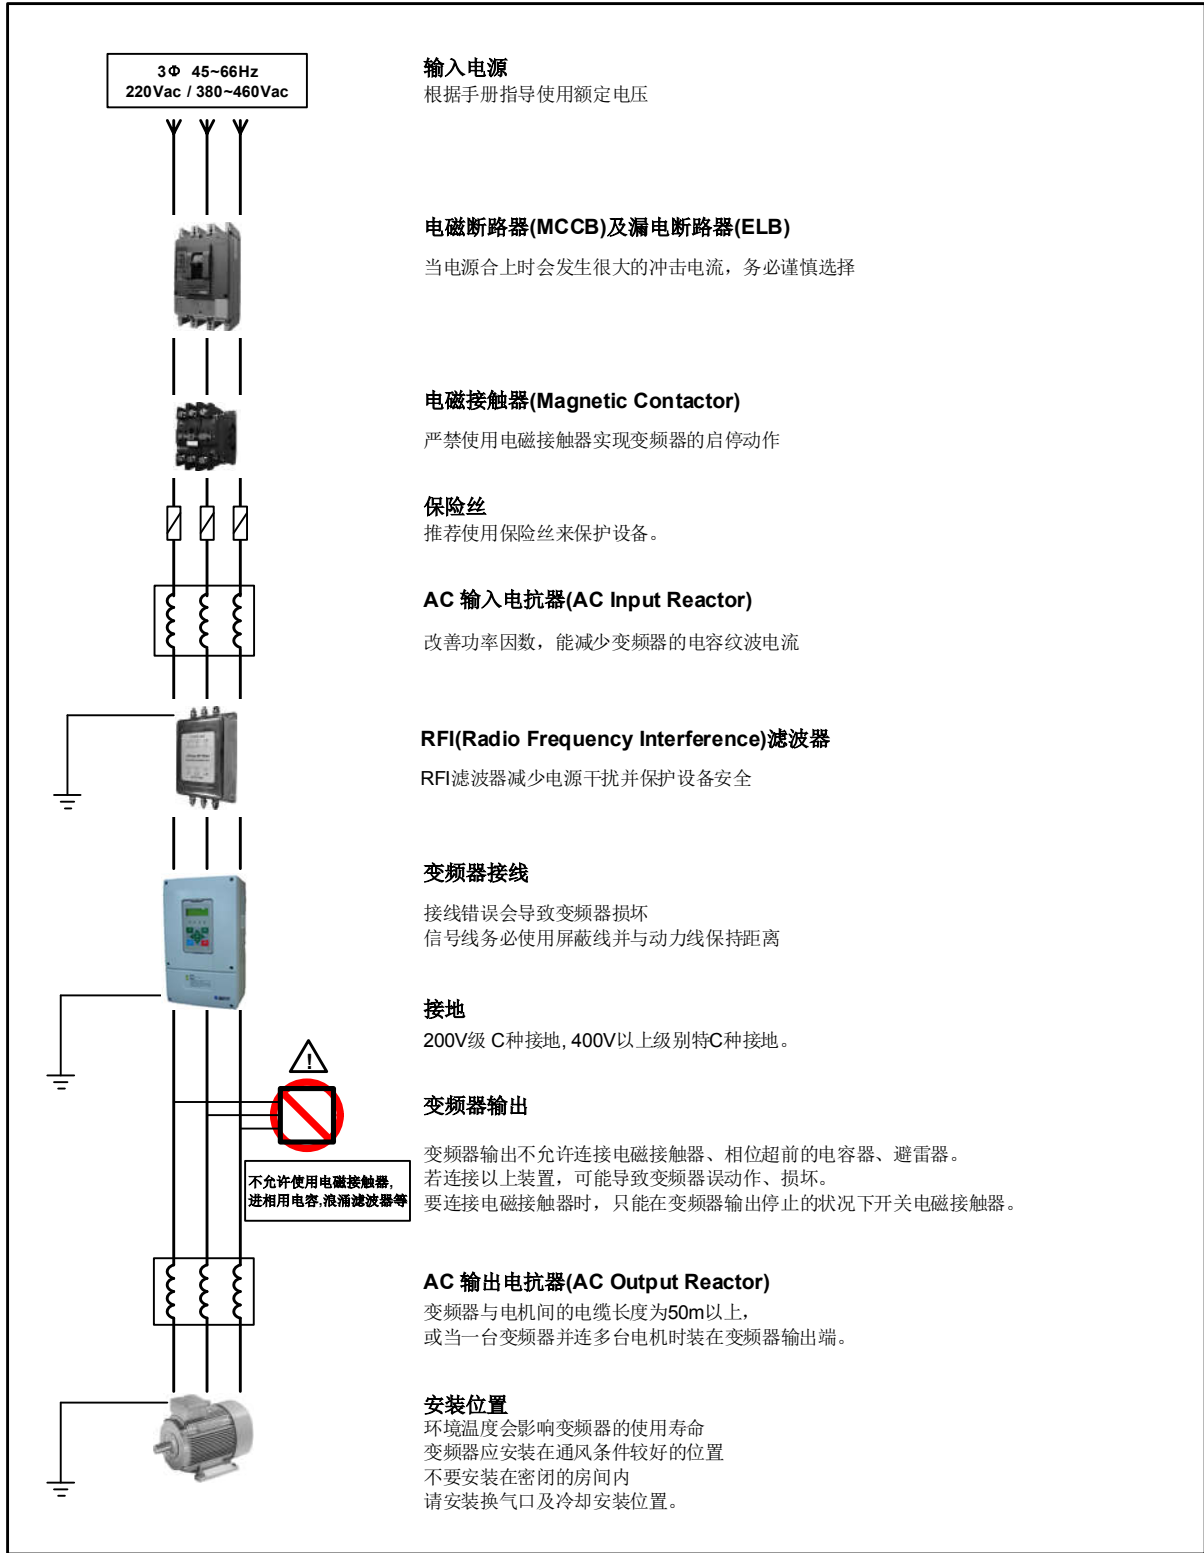 3Φ 45~66Hz
220Vac / 380~460Vac
输入电源
根据手册指导使用额定电压
电磁断路器(MCCB)及漏电断路器(ELB)
当电源合上时会发生很大的冲击电流，务必谨慎选择
电磁接触器(Magnetic Contactor)
严禁使用电磁接触器实现变频器的启停动作
保险丝
推荐使用保险丝来保护设备。
AC 输入电抗器(AC Input Reactor)
改善功率因数，能减少变频器的电容纹波电流
RFI(Radio Frequency Interference)滤波器
RFI滤波器减少电源干扰并保护设备安全
变频器接线
接线错误会导致变频器损坏
信号线务必使用屏蔽线并与动力线保持距离
接地
200V级 C种接地, 400V以上级别特C种接地。
!
变频器输出
变频器输出不允许连接电磁接触器、相位超前的电容器、避雷器。
若连接以上装置，可能导致变频器误动作、损坏。
要连接电磁接触器时，只能在变频器输出停止的状况下开关电磁接触器。
不允许使用电磁接触器,
进相用电容,浪涌滤波器等
AC 输出电抗器(AC Output Reactor)
变频器与电机间的电缆长度为50m以上，
或当一台变频器并连多台电机时装在变频器输出端。
安装位置
环境温度会影响变频器的使用寿命
变频器应安装在通风条件较好的位置
不要安装在密闭的房间内
请安装换气口及冷却安装位置。